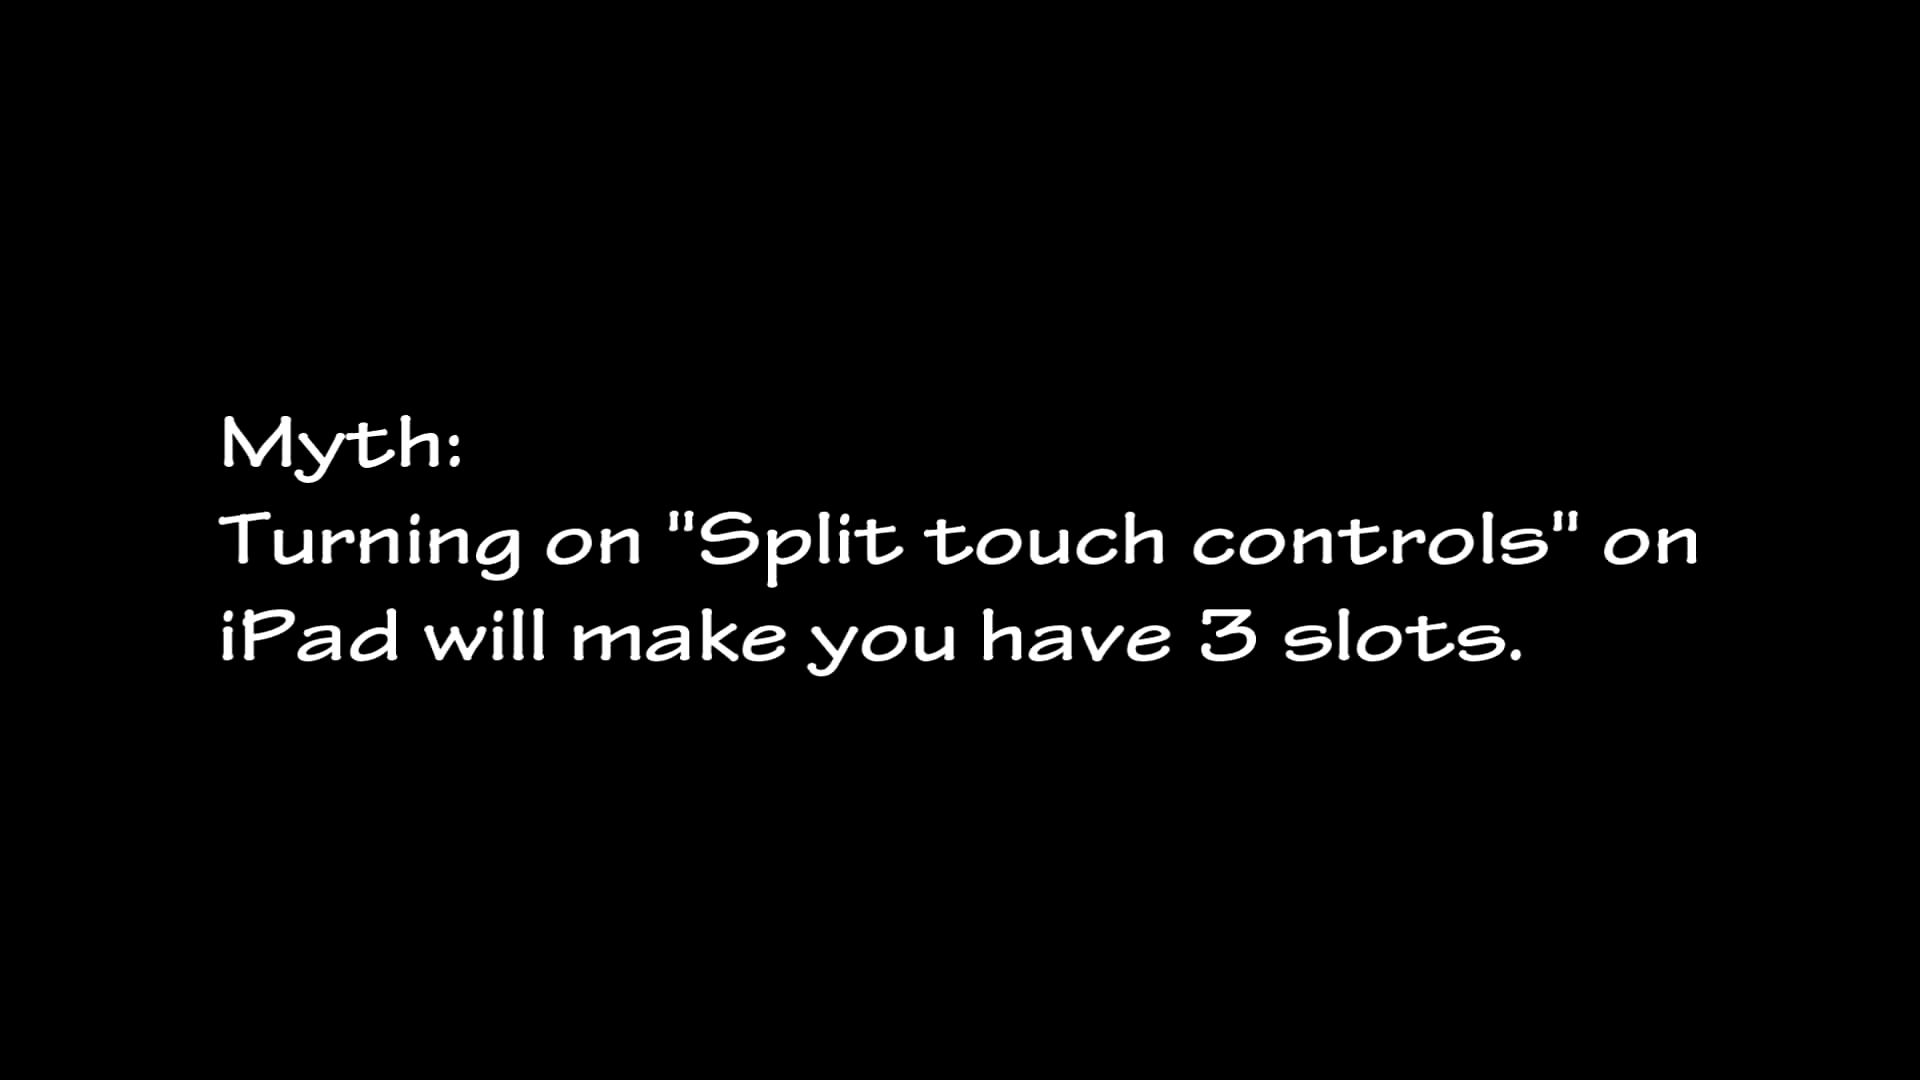 Myth:
Turning on "Split touch controls" on
iPad will make you have 3 slots.